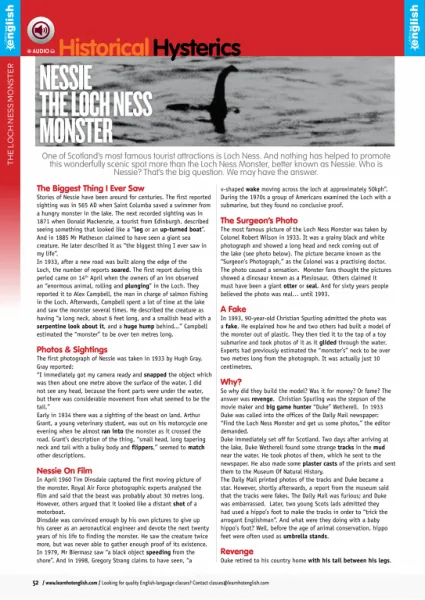 english
english
AUDIO
Historical Hysterics
THE LOCH NESS MONSTER
NESSIE
THE LOCH NESS
MONSTER
One of Scotland's most famous tourist attractions is Loch Ness. And nothing has helped to promote
this wonderfully scenic spot more than the Loch Ness Monster, better known as Nessie. Who is
Nessie? That's the big question. We may have the answer.
The Biggest Thing I Ever Saw
Stories of Nessie have been around for centuries. The first reported
sighting was in 565 AD when Saint Columba saved a swimmer from
a hungry monster in the lake. The next recorded sighting was in
1871 when Donald Mackenzie, a tourist from Edinburgh, described
seeing something that looked like a "log or an up-turned boat".
And in 1885 Mr Matheson claimed to have seen a giant sea
creature. He later described it as "the biggest thing I ever saw in
my life".
In 1933, after a new road was built along the edge of the
Loch, the number of reports soared. The first report during this
period came on 14th April when the owners of an inn observed
an "enormous animal, rolling and plunging" in the Loch. They
reported it to Alex Campbell, the man in charge of salmon fishing
in the Loch. Afterwards, Campbell spent a lot of time at the lake
and saw the monster several times. He described the creature as
having "a long neck, about 6 feet long, and a smallish head with a
serpentine look about it, and a huge hump behind..." Campbell
estimated the "monster" to be over ten metres long.
Photos & Sightings
The first photograph of Nessie was taken in 1933 by Hugh Gray.
Gray reported:
"I immediately got my camera ready and snapped the object which
was then about one metre above the surface of the water. I did
not see any head, because the front parts were under the water,
but there was considerable movement from what seemed to be the
tail."
Early in 1934 there was a sighting of the beast on land. Arthur
Grant, a young veterinary student, was out on his motorcycle one
evening when he almost ran into the monster as it crossed the
road. Grant's description of the thing, "small head, long tapering
neck and tail with a bulky body and flippers," seemed to match
other descriptions.
Nessie On Film
In April 1960 Tim Dinsdale captured the first moving picture of
the monster. Royal Air Force photographic experts analysed the
film and said that the beast was probably about 30 metres long.
However, others argued that it looked like a distant shot of a
motorboat.
Dinsdale was convinced enough by his own pictures to give up
his career as an aeronautical engineer and devote the next twenty
years of his life to finding the monster. He saw the creature twice
more, but was never able to gather enough proof of its existence.
In 1979, Mr Biermasz saw "a black object speeding from the
shore". And in 1998, Gregory Strang claims to have seen, "a
v-shaped wake moving across the loch at approximately 50kph".
During the 1970s a group of Americans examined the Loch with a
submarine, but they found no conclusive proof.
The Surgeon's Photo
The most famous picture of the Loch Ness Monster was taken by
Colonel Robert Wilson in 1933. It was a grainy black and white
photograph and showed a long head and neck coming out of
the lake (see photo below). The picture became known as the
"Surgeon's Photograph," as the Colonel was a practising doctor.
The photo caused a sensation. Monster fans thought the pictures
showed a dinosaur known as a Plesiosaur. Others claimed it
must have been a giant otter or seal. And for sixty years people
believed the photo was real... until 1993.
A Fake
In 1993, 90-year-old Christian Spurling admitted the photo was
a fake. He explained how he and two others had built a model of
the monster out of plastic. They then tied it to the top of a toy
submarine and took photos of it as it glided through the water.
Experts had previously estimated the "monster's" neck to be over
two metres long from the photograph. It was actually just 30
centimetres.
Why?
So why did they build the model? Was it for money? Or fame? The
answer was revenge. Christian Spurling was the stepson of the
movie maker and big game hunter "Duke" Wetherell. In 1933
Duke was called into the offices of the Daily Mail newspaper:
"Find the Loch Ness Monster and get us some photos," the editor
demanded.
Duke immediately set off for Scotland. Two days after arriving at
the lake, Duke Wetherell found some strange tracks in the mud
near the water. He took photos of them, which he sent to the
newspaper. He also made some plaster casts of the prints and sent
them to the Museum Of Natural History.
The Daily Mail printed photos of the tracks and Duke became a
star. However, shortly afterwards, a report from the museum said
that the tracks were fakes. The Daily Mail was furious; and Duke
was embarrassed. Later, two young Scots lads admitted they
had used a hippo's foot to make the tracks in order to "trick the
arrogant Englishman". And what were they doing with a baby
hippo's foot? Well, before the age of animal conservation, hippo
feet were often used as umbrella stands.
Revenge
Duke retired to his country home with his tail between his legs.
52 / www.learnhotenglish.com / Looking for quality English-language classes? Contact classes@learnhotenglish.com